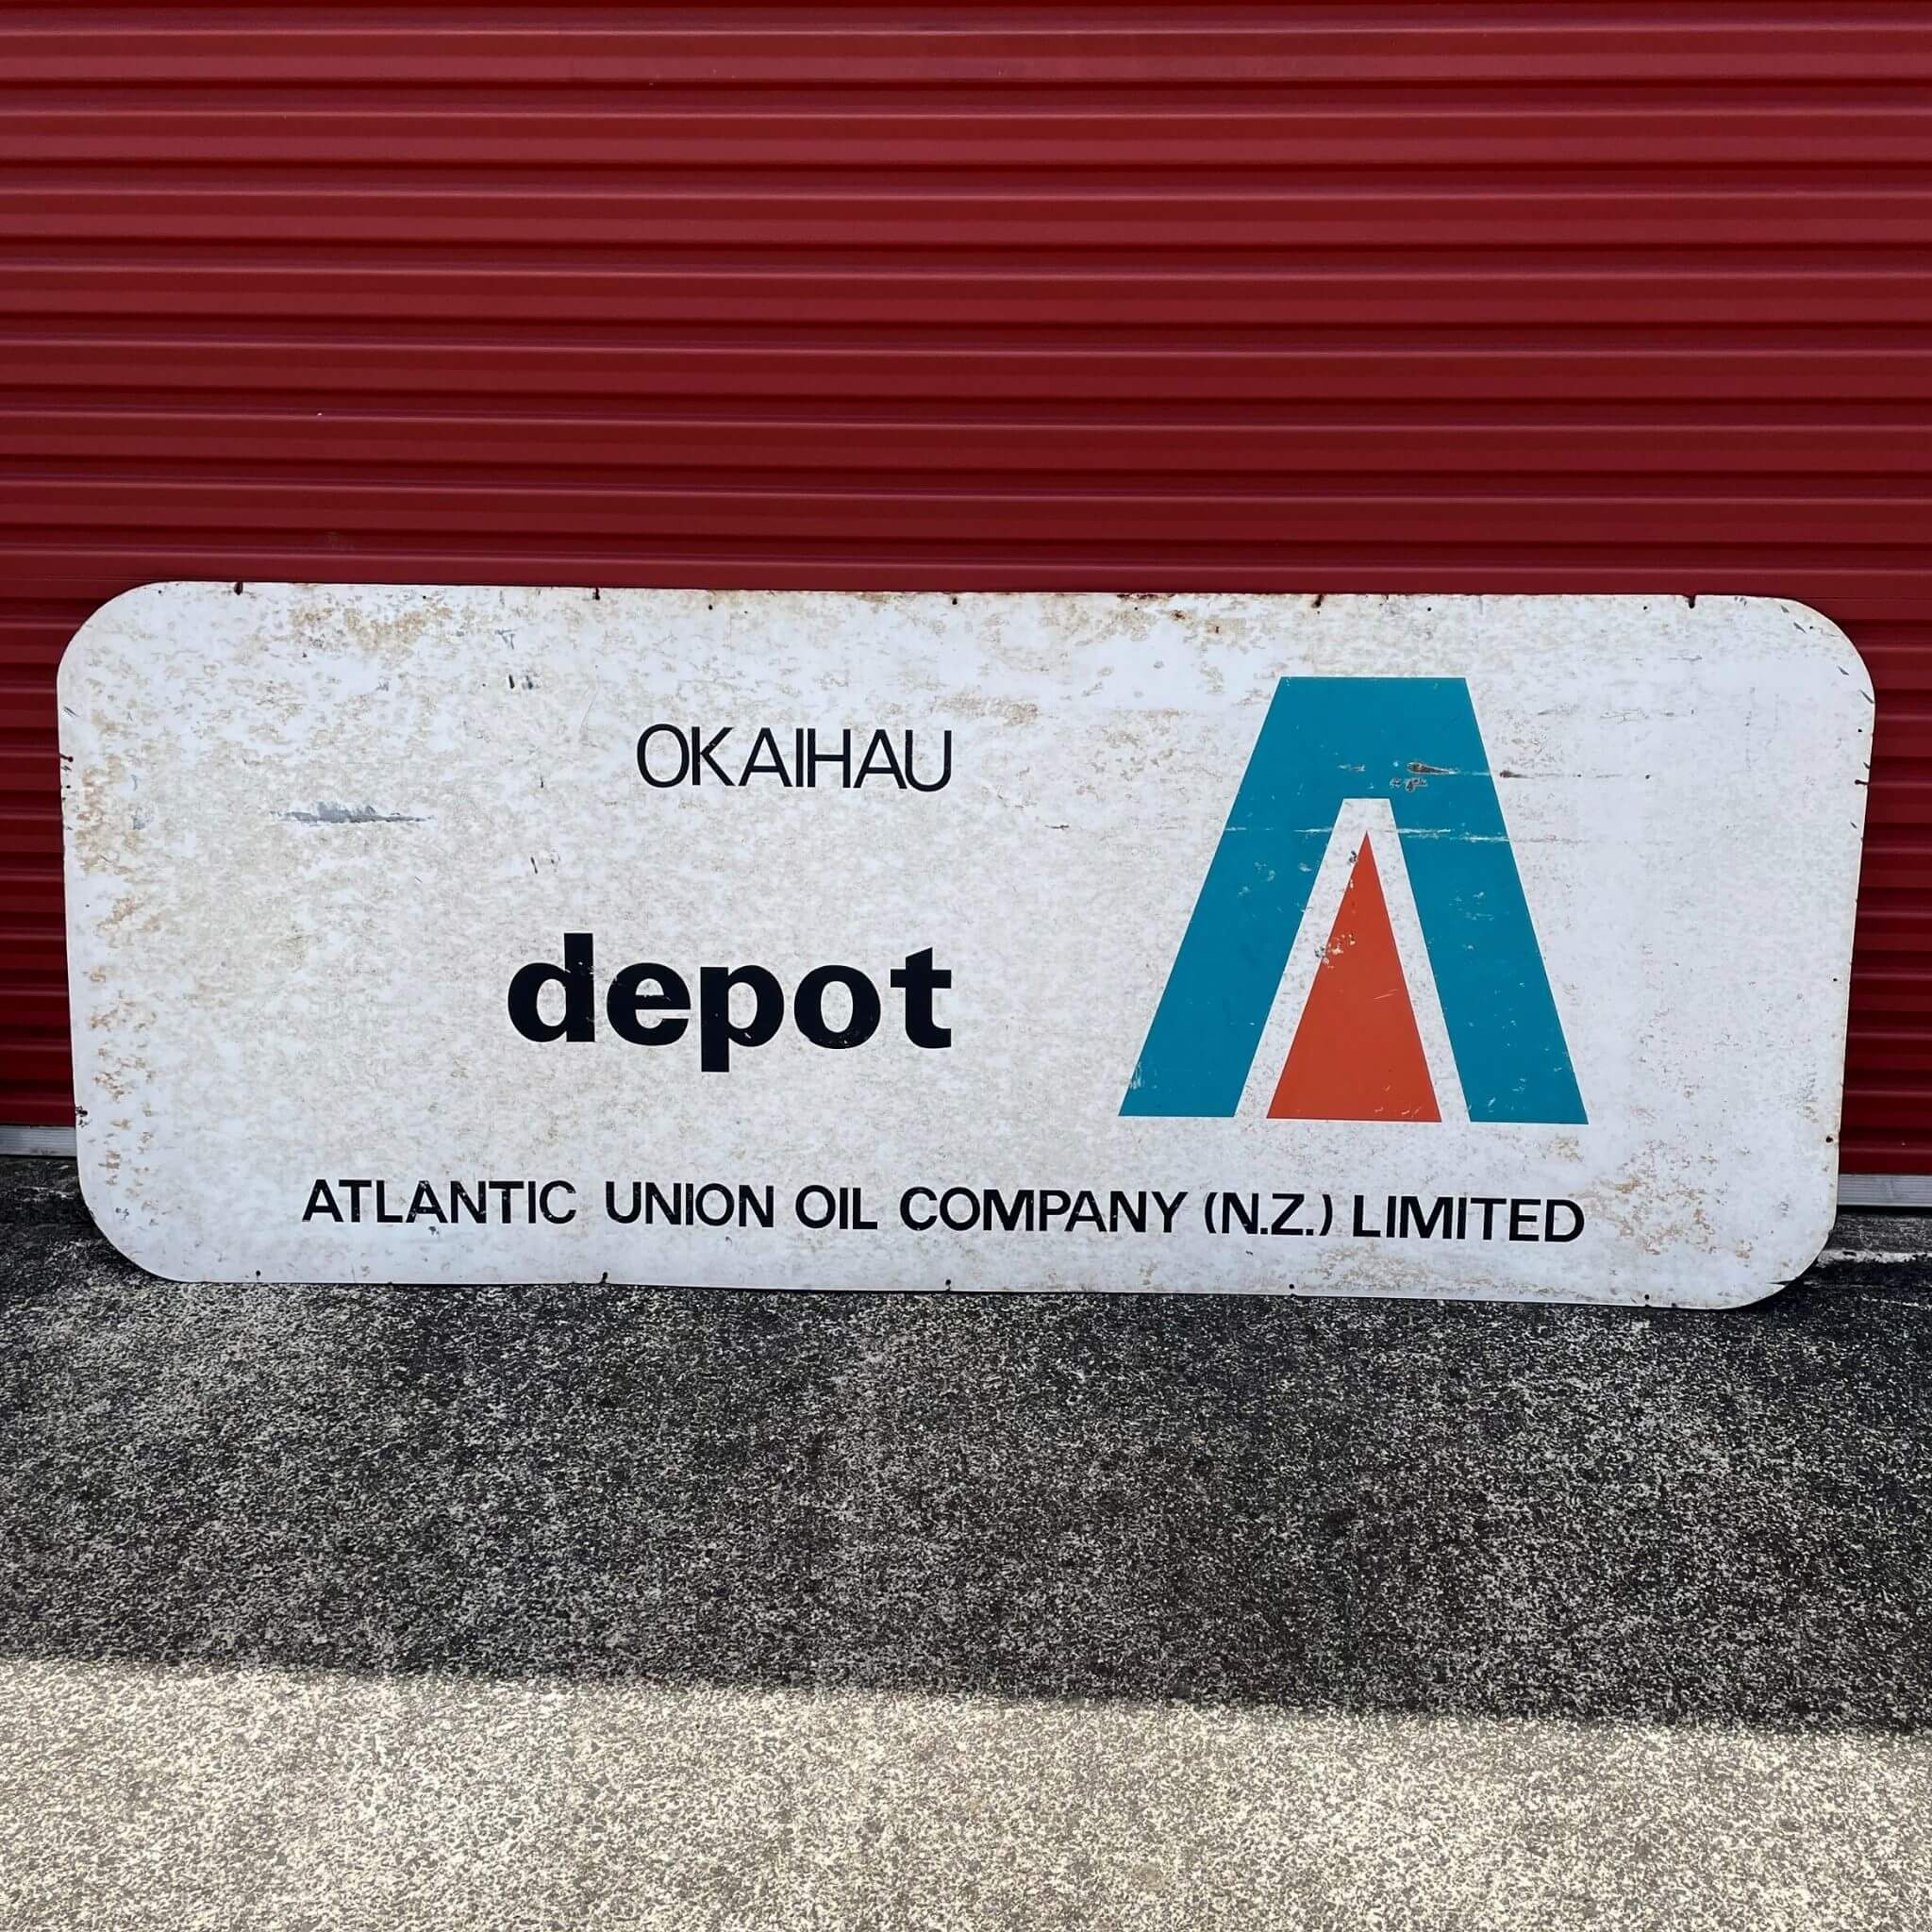 OKAIHAU
depot
ATLANTIC UNION OIL COMPANY (N.Z.) LIMITED